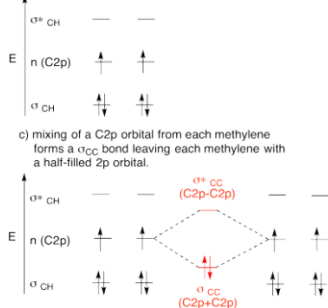 σ* CH
E n (C2p)
σ CH
c) mixing of a C2p orbital from each methylene
forms a σCC bond leaving each methylene with
a half-filled 2p orbital.
σ* CC
(C2p-C2p)
σ* CH
E n (C2p)
σ CH
σ CC
(C2p+C2p)